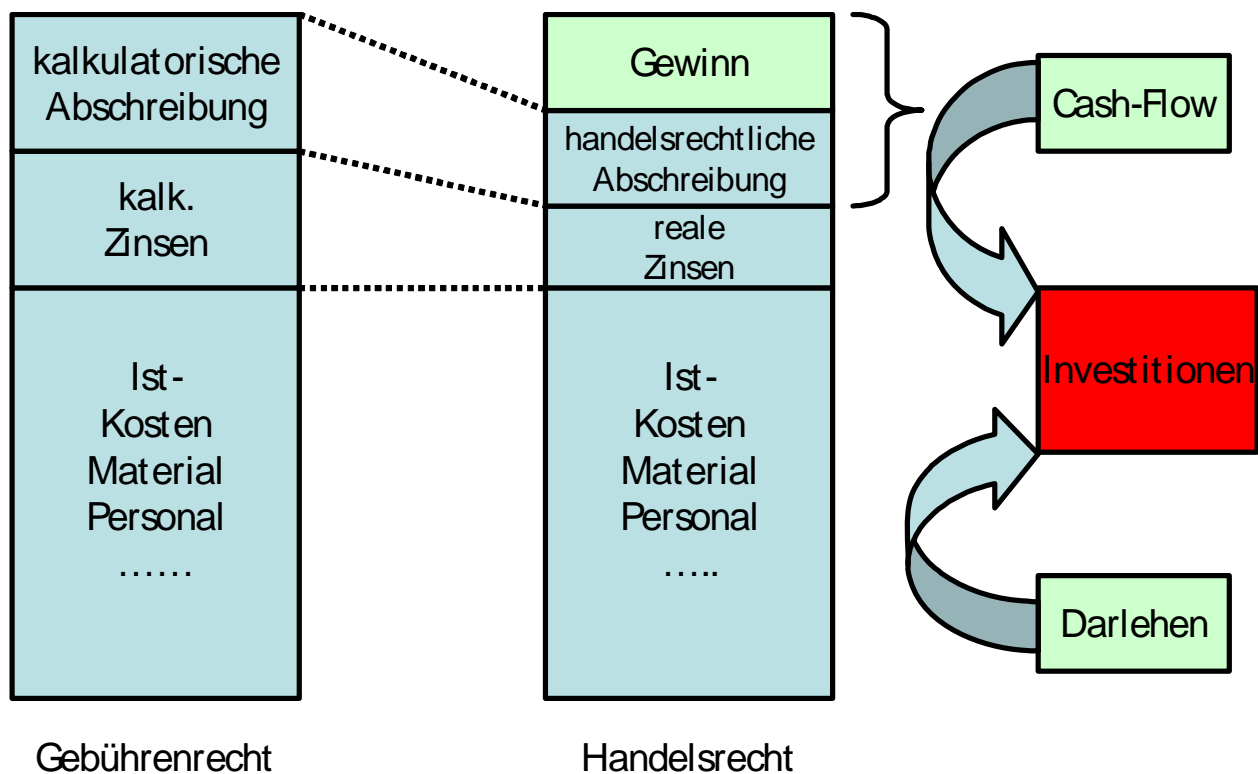 kalkulatorische
Abschreibung
kalk.
Zinsen
Ist-
Kosten
Material
Personal
……
Gebührenrecht
Gewinn
handelsrechtliche
Abschreibung
reale
Zinsen
Ist-
Kosten
Material
Personal
…..
Handelsrecht
Cash-Flow
Investitionen
Darlehen